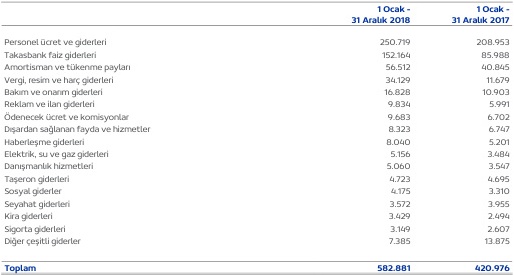 1 Ocak - 1 Ocak -
31 Aralık 2018 31 Aralık 2017
Personel ücret ve giderleri 250.719 208.953
Takasbank faiz giderleri 152.164 85.988
Amortisman ve tükenme payları 56.512 40.845
Vergi, resim ve harç giderleri 34.129 11.679
Bakım ve onarım giderleri 16.828 10.903
Reklam ve ilan giderleri 9.834 5.991
Ödenecek ücret ve komisyonlar 9.683 6.702
Dışardan sağlanan fayda ve hizmetler 8.323 6.747
Haberleşme giderleri 8.040 5.201
Elektrik, su ve gaz giderleri 5.156 3.484
Danışmanlık hizmetleri 5.060 3.547
Taşeron giderleri 4.723 4.695
Sosyal giderler 4.175 3.310
Seyahat giderleri 3.572 3.955
Kira giderleri 3.429 2.494
Sigorta giderleri 3.149 2.607
Diğer çeşitli giderler 7.385 13.875
Toplam 582.881 420.976